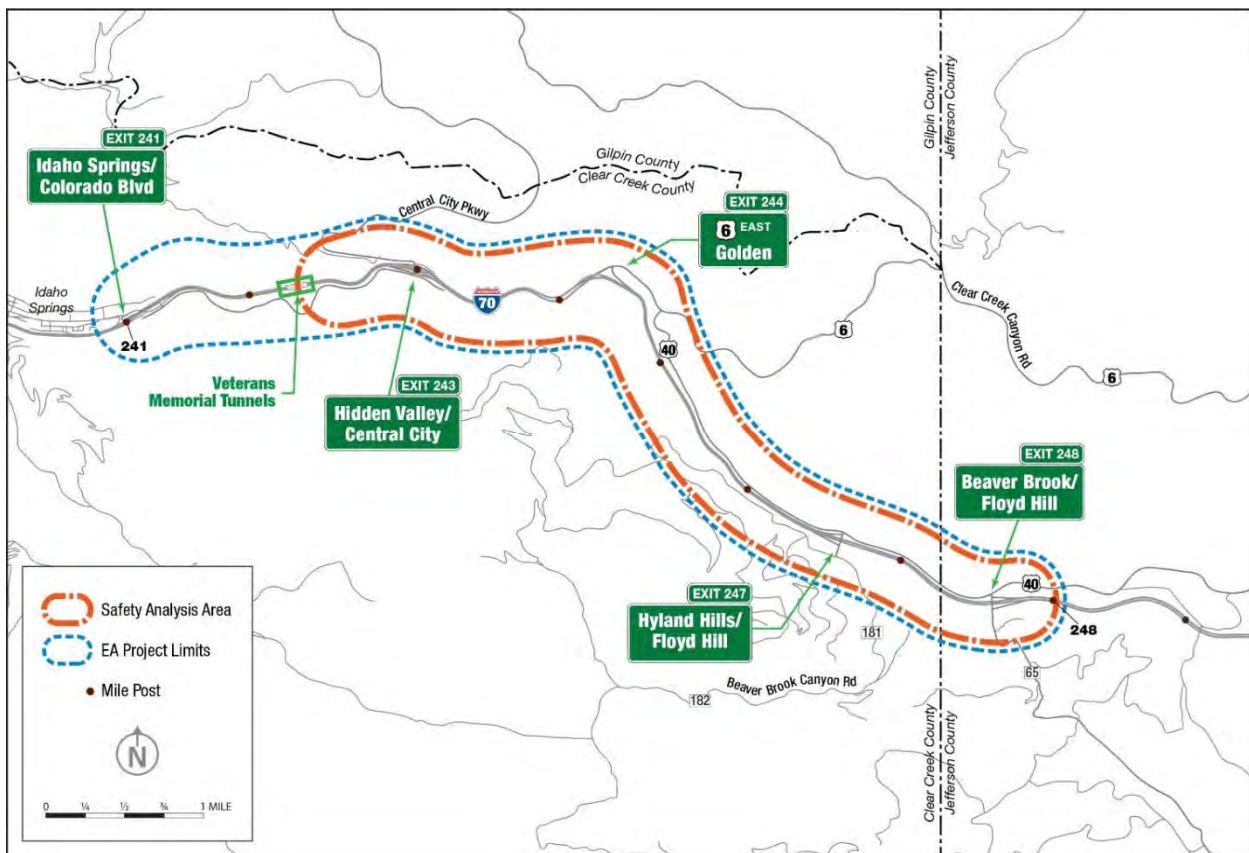 EXIT 241
Idaho Springs/
Colorado Blvd
Gilpin County
Clear Creek County
Gilpin County
Jefferson County
Central City Pkwy
EXIT 244
6 EAST
Golden
Idaho
Springs
241
70
6
Clear Creek Canyon Rd
6
40
Veterans
Memorial Tunnels
EXIT 243
Hidden Valley/
Central City
EXIT 248
Beaver Brook/
Floyd Hill
40
248
EXIT 247
Hyland Hills/
Floyd Hill
181
65
182
Beaver Brook Canyon Rd
Clear Creek County
Jefferson County
Safety Analysis Area
EA Project Limits
Mile Post
N
0 ¼ ½ ¾ 1 MILE